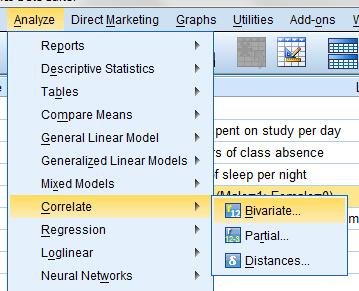 Analyze Direct Marketing Graphs Utilities Add-ons
Reports
Descriptive Statistics
Tables
Compare Means
General Linear Model pent on study per day
Generalized Linear Models rs of class absence
Mixed Models of sleep per night
Correlate (Male=1; Female=0)
Bivariate...
Regression
Partial...
Loglinear
Distances...
Neural Networks